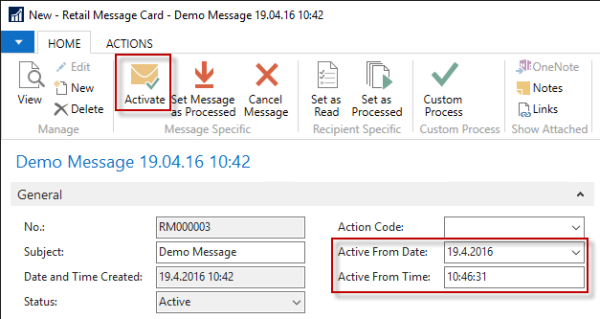 New - Retail Message Card - Demo Message 19.04.16 10:42
HOME ACTIONS
View
Edit
New
Delete
Manage
Activate
Set Message as Processed
Cancel Message
Message Specific
Set as Read
Set as Processed
Recipient Specific
Custom Process
Custom Process
OneNote
Notes
Links
Show Attached
Demo Message 19.04.16 10:42
General
No.: RM000003
Subject: Demo Message
Date and Time Created: 19.4.2016 10:42
Status: Active
Action Code:
Active From Date: 19.4.2016
Active From Time: 10:46:31